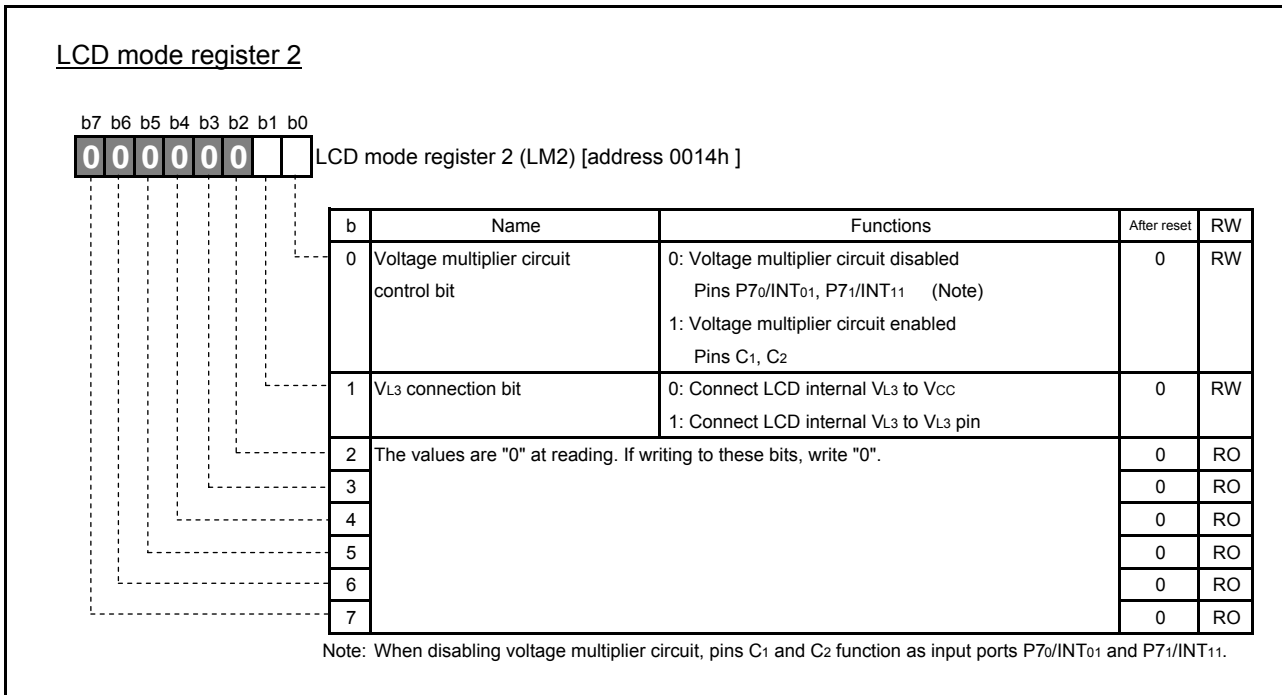 LCD mode register 2
b7 b6 b5 b4 b3 b2 b1 b0
0 0 0 0 0 0 LCD mode register 2 (LM2) [address 0014h ]
b Name Functions After reset RW
0 Voltage multiplier circuit 0: Voltage multiplier circuit disabled 0 RW
control bit Pins P70/INT01, P71/INT11 (Note)
1: Voltage multiplier circuit enabled
Pins C1, C2
1 VL3 connection bit 0: Connect LCD internal VL3 to VCC 0 RW
1: Connect LCD internal VL3 to VL3 pin
2 The values are "0" at reading. If writing to these bits, write "0". 0 RO
3 0 RO
4 0 RO
5 0 RO
6 0 RO
7 0 RO
Note: When disabling voltage multiplier circuit, pins C1 and C2 function as input ports P70/INT01 and P71/INT11.